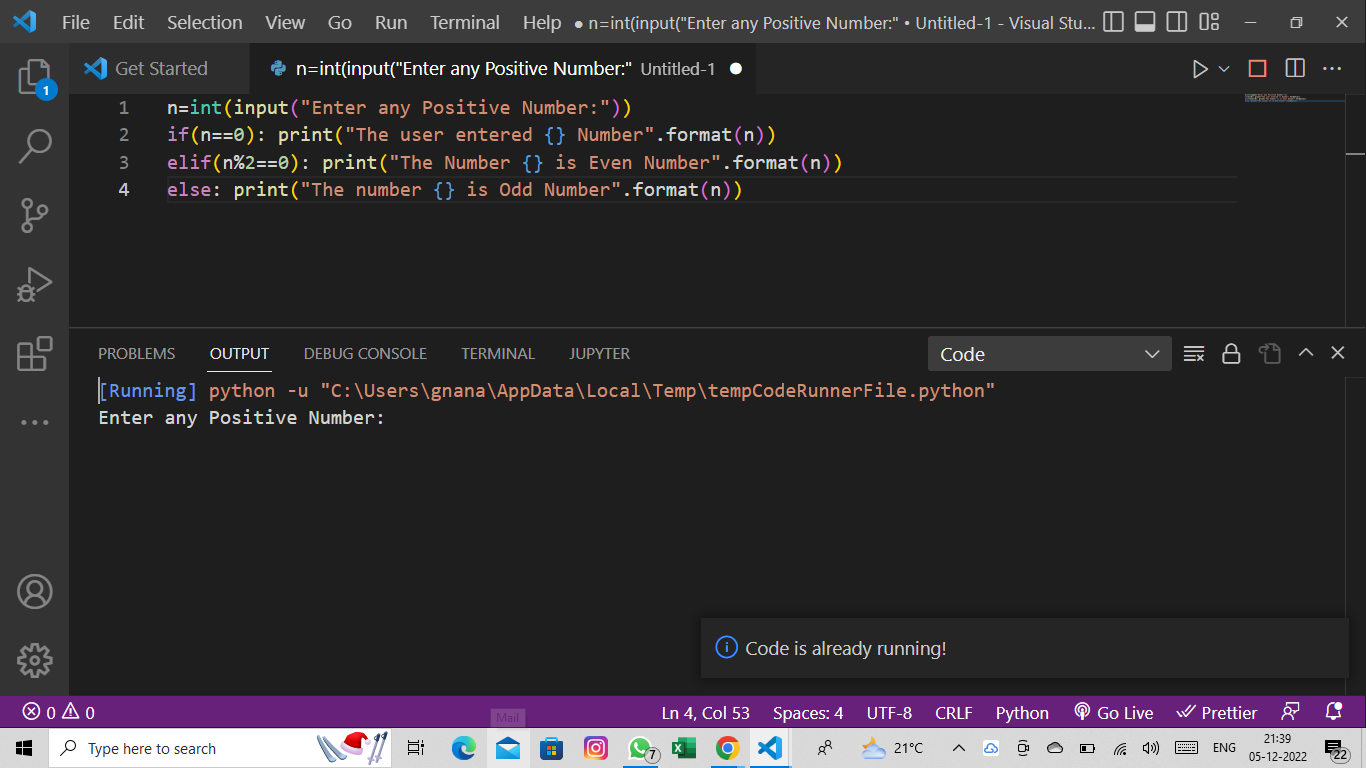 File Edit Selection View Go Run Terminal Help ● n=int(input("Enter any Positive Number:" • Untitled-1 - Visual Stu...
Get Started n=int(input("Enter any Positive Number:" Untitled-1
1 n=int(input("Enter any Positive Number:"))
2 if(n==0): print("The user entered {} Number".format(n))
3 elif(n%2==0): print("The Number {} is Even Number".format(n))
4 else: print("The number {} is Odd Number".format(n))
1
PROBLEMS OUTPUT DEBUG CONSOLE TERMINAL JUPYTER Code
[Running] python -u "C:\Users\gnana\AppData\Local\Temp\tempCodeRunnerFile.python"
Enter any Positive Number:
Code is already running!
0 0 Ln 4, Col 53 Spaces: 4 UTF-8 CRLF Python Go Live Prettier
Mail
Type here to search 7 21°C ENG 21:39
05-12-2022 22